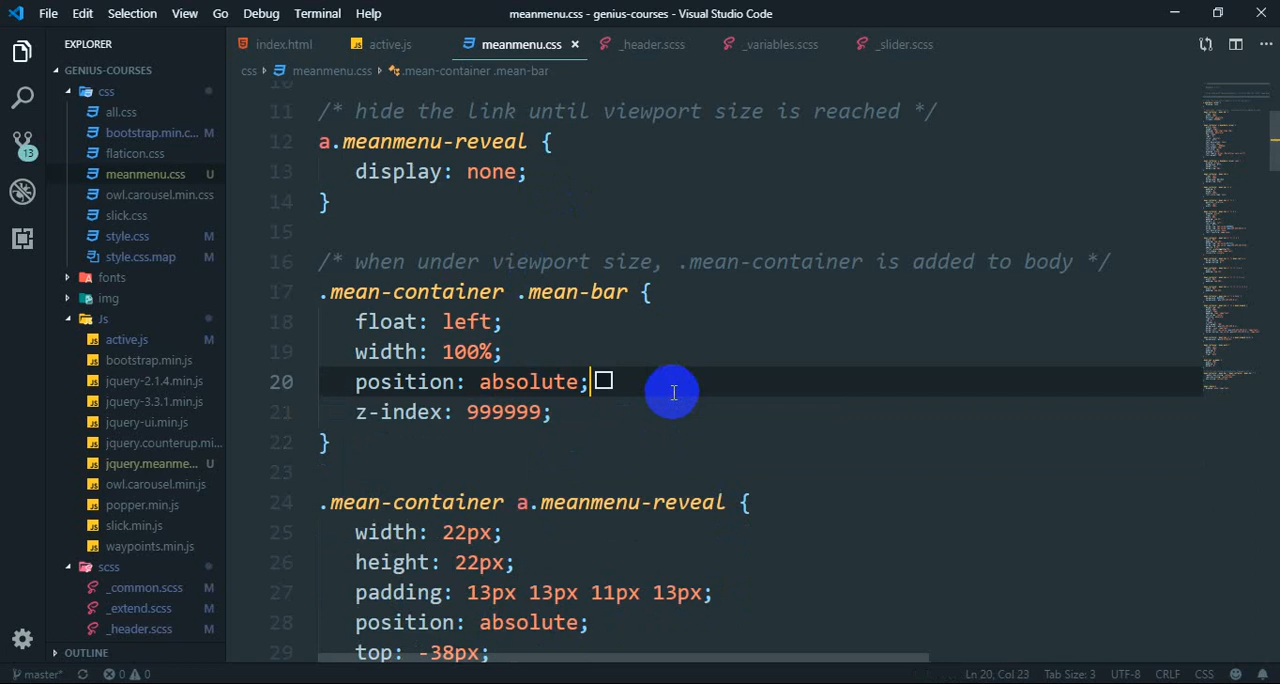 File Edit Selection View Go Debug Terminal Help
meanmenu.css - genius-courses - Visual Studio Code
EXPLORER
GENIUS-COURSES
css
all.css
bootstrap.min.c... M
flaticon.css
meanmenu.css U
owl.carousel.min.css
slick.css
style.css M
style.css.map M
fonts
img
Js
active.js M
bootstrap.min.js
jquery-2.1.4.min.js
jquery-3.3.1.min.js
jquery-ui.min.js
jquery.counterup.mi...
jquery.meanme... U
owl.carousel.min.js
popper.min.js
slick.min.js
waypoints.min.js
scss
_common.scss M
_extend.scss M
_header.scss M
OUTLINE
13
index.html active.js meanmenu.css × _header.scss _variables.scss _slider.scss
css meanmenu.css .mean-container .mean-bar
10
11 /* hide the link until viewport size is reached */
12 a.meanmenu-reveal {
13 display: none;
14 }
15
16 /* when under viewport size, .mean-container is added to body */
17 .mean-container .mean-bar {
18 float: left;
19 width: 100%;
20 position: absolute;
21 z-index: 999999;
22 }
23
24 .mean-container a.meanmenu-reveal {
25 width: 22px;
26 height: 22px;
27 padding: 13px 13px 11px 13px;
28 position: absolute;
29 top: -38px;
master* 0 0 Ln 20, Col 23 Tab Size: 3 UTF-8 CRLF CSS